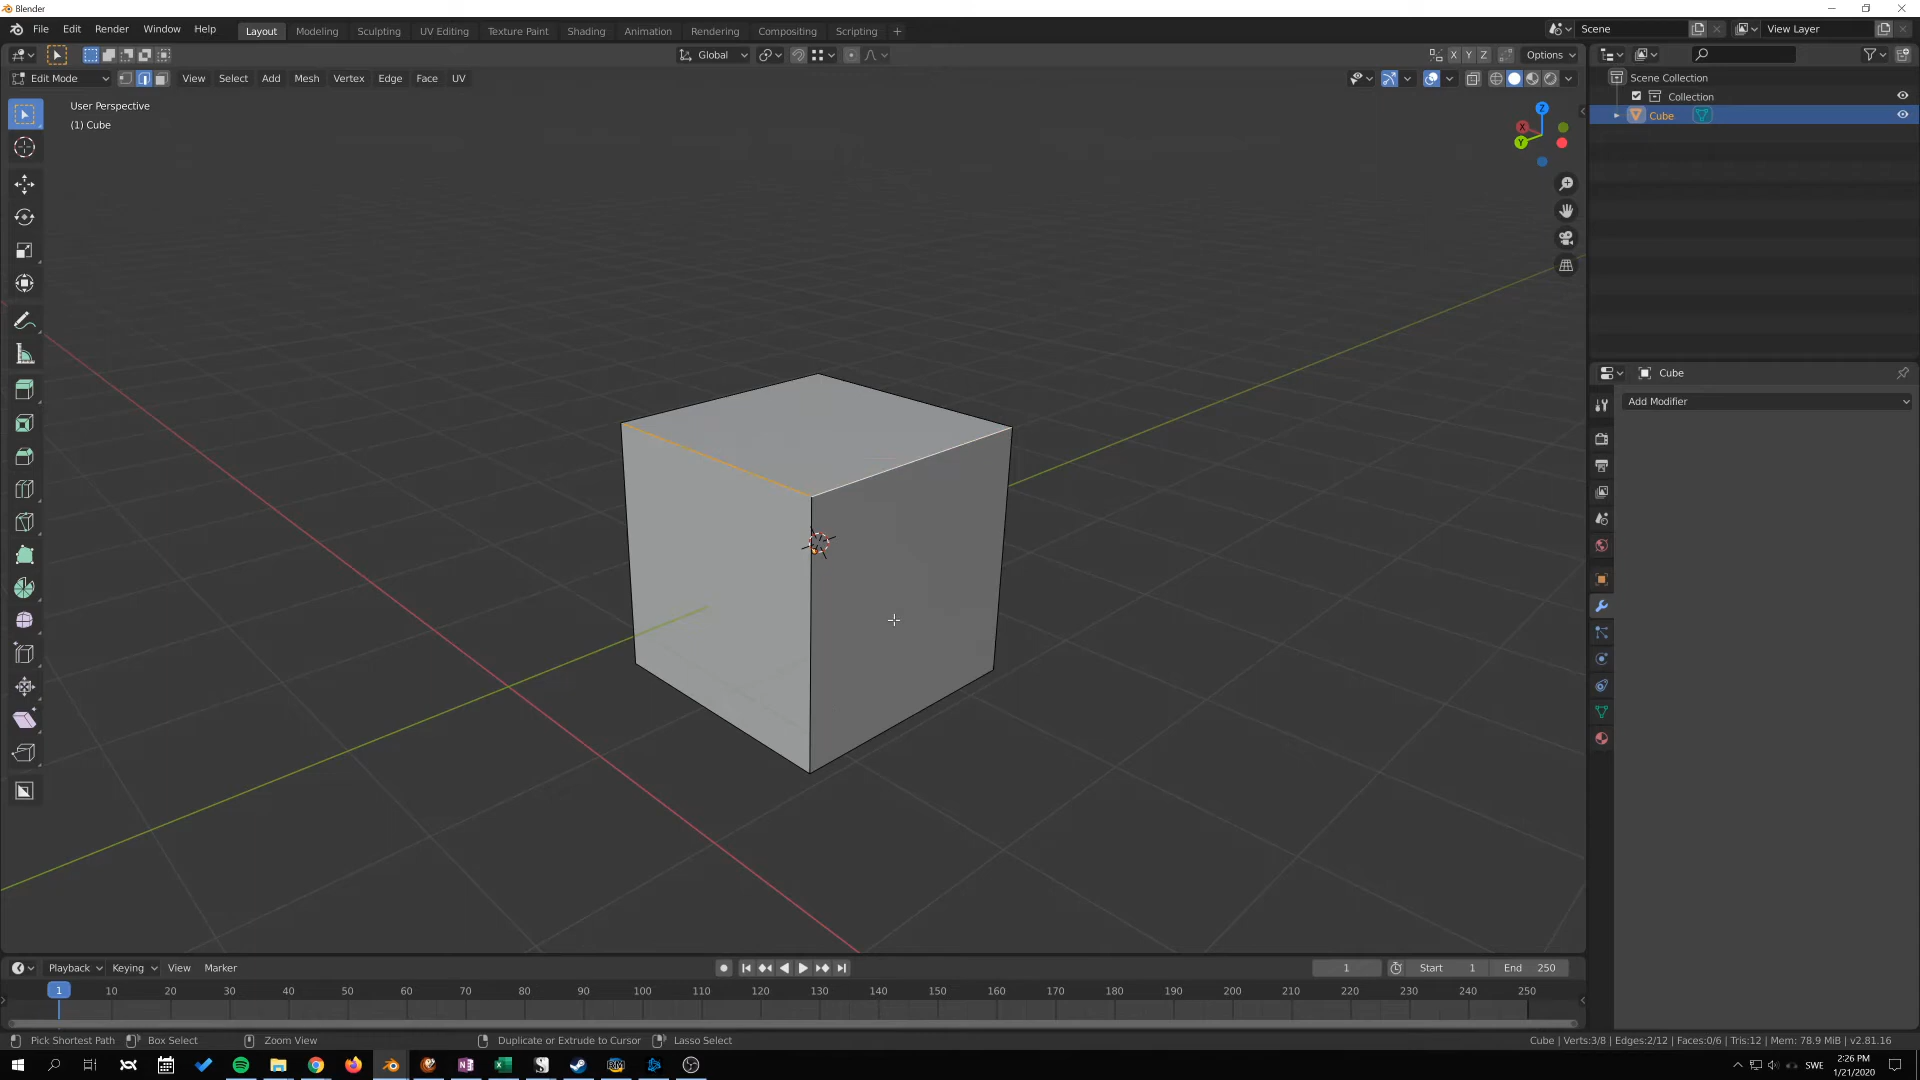 Blender
File Edit Render Window Help
Layout Modeling Sculpting UV Editing Texture Paint Shading Animation Rendering Compositing Scripting +
Scene
View Layer
Global
X Y Z
Options
Edit Mode
View Select Add Mesh Vertex Edge Face UV
User Perspective
(1) Cube
Z
X
Y
Scene Collection
Collection
Cube
Cube
Add Modifier
Playback Keying View Marker
1
Start 1
End 250
1 10 20 30 40 50 60 70 80 90 100 110 120 130 140 150 160 170 180 190 200 210 220 230 240 250
Pick Shortest Path Box Select Zoom View Duplicate or Extrude to Cursor Lasso Select
Cube | Verts:3/8 | Edges:2/12 | Faces:0/6 | Tris:12 | Mem: 78.9 MiB | v2.81.16
SWE
2:26 PM
1/21/2020